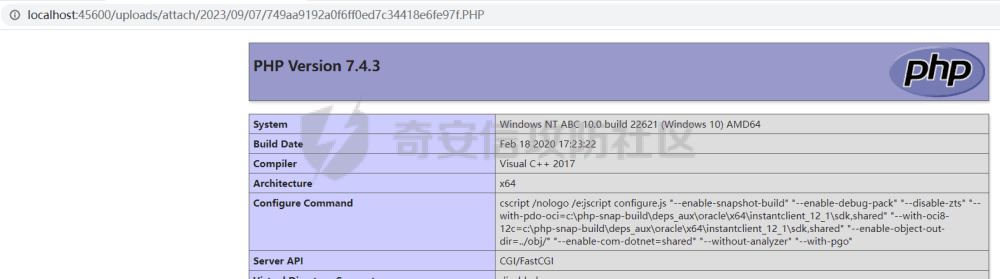 localhost:45600/uploads/attach/2023/09/07/749aa9192a0f6ff0ed7c34418e6fe97f.PHP
PHP Version 7.4.3
php
奇安信攻防社区
System Windows NT ABC 10.0 build 22621 (Windows 10) AMD64
Build Date Feb 18 2020 17:23:22
Compiler Visual C++ 2017
Architecture x64
Configure Command cscript /nologo /e:jscript configure.js "--enable-snapshot-build" "--enable-debug-pack" "--disable-zts" "--
with-pdo-oci=c:\php-snap-build\deps_aux\oracle\x64\instantclient_12_1\sdk,shared" "--with-oci8-
12c=c:\php-snap-build\deps_aux\oracle\x64\instantclient_12_1\sdk,shared" "--enable-object-out-
dir=../obj/" "--enable-com-dotnet=shared" "--without-analyzer" "--with-pgo"
Server API CGI/FastCGI